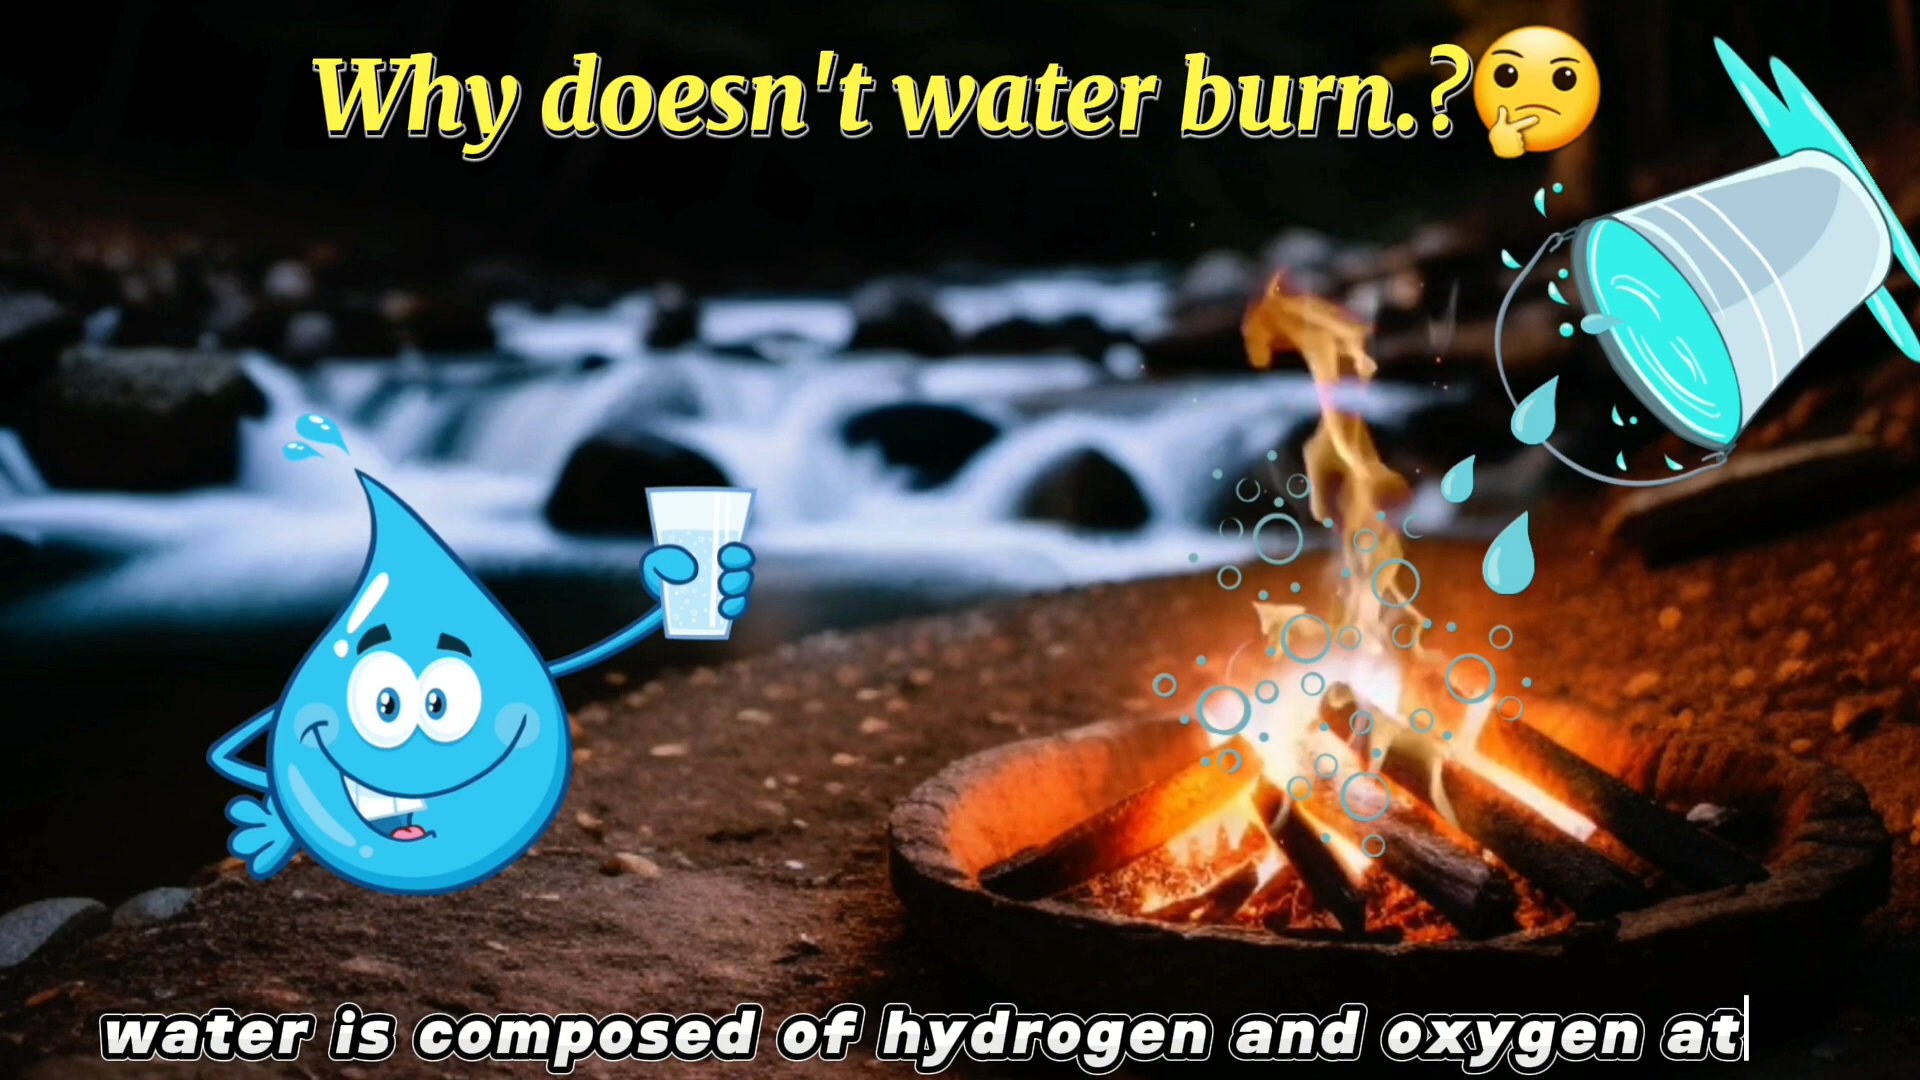 Why doesn't water burn.?🤔
water is composed of hydrogen and oxygen at